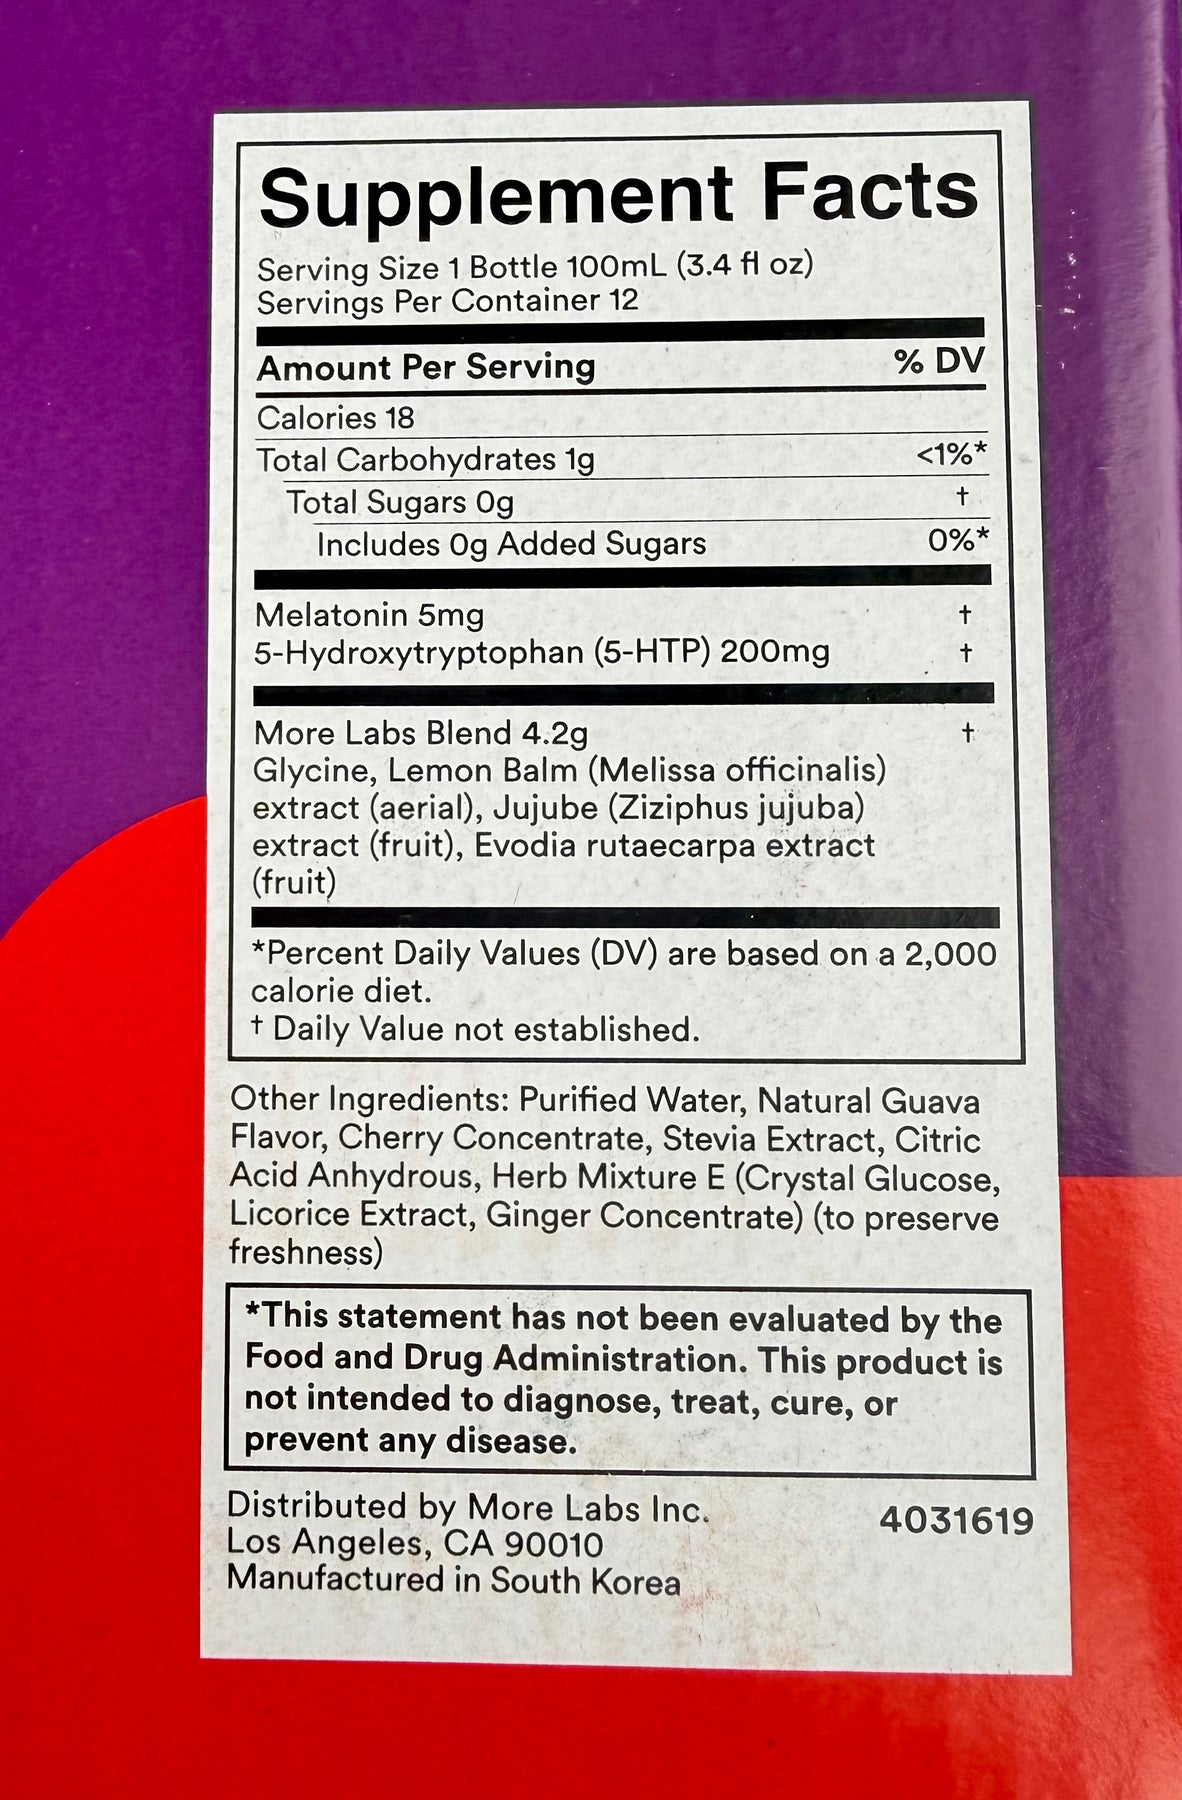 Supplement Facts
Serving Size 1 Bottle 100mL (3.4 fl oz)
Servings Per Container 12
Amount Per Serving % DV
Calories 18
Total Carbohydrates 1g <1%*
Total Sugars 0g †
Includes 0g Added Sugars 0%*
Melatonin 5mg †
5-Hydroxytryptophan (5-HTP) 200mg †
More Labs Blend 4.2g †
Glycine, Lemon Balm (Melissa officinalis)
extract (aerial), Jujube (Ziziphus jujuba)
extract (fruit), Evodia rutaecarpa extract
(fruit)
*Percent Daily Values (DV) are based on a 2,000
calorie diet.
† Daily Value not established.
Other Ingredients: Purified Water, Natural Guava
Flavor, Cherry Concentrate, Stevia Extract, Citric
Acid Anhydrous, Herb Mixture E (Crystal Glucose,
Licorice Extract, Ginger Concentrate) (to preserve
freshness)
*This statement has not been evaluated by the
Food and Drug Administration. This product is
not intended to diagnose, treat, cure, or
prevent any disease.
Distributed by More Labs Inc. 4031619
Los Angeles, CA 90010
Manufactured in South Korea